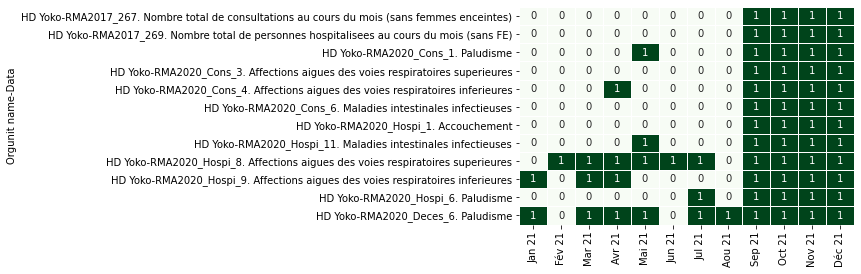 Orgunit name-Data
HD Yoko-RMA2017_267. Nombre total de consultations au cours du mois (sans femmes enceintes) 0 0 0 0 0 0 0 0 1 1 1 1
HD Yoko-RMA2017_269. Nombre total de personnes hospitalisees au cours du mois (sans FE) 0 0 0 0 0 0 0 0 1 1 1 1
HD Yoko-RMA2020_Cons_1. Paludisme 0 0 0 0 1 0 0 0 1 1 1 1
HD Yoko-RMA2020_Cons_3. Affections aigues des voies respiratoires superieures 0 0 0 0 0 0 0 0 1 1 1 1
HD Yoko-RMA2020_Cons_4. Affections aigues des voies respiratoires inferieures 0 0 0 1 0 0 0 0 1 1 1 1
HD Yoko-RMA2020_Cons_6. Maladies intestinales infectieuses 0 0 0 0 0 0 0 0 1 1 1 1
HD Yoko-RMA2020_Hospi_1. Accouchement 0 0 0 0 0 0 0 0 1 1 1 1
HD Yoko-RMA2020_Hospi_11. Maladies intestinales infectieuses 0 0 0 0 1 0 0 0 1 1 1 1
HD Yoko-RMA2020_Hospi_8. Affections aigues des voies respiratoires superieures 0 1 1 1 1 1 1 0 1 1 1 1
HD Yoko-RMA2020_Hospi_9. Affections aigues des voies respiratoires inferieures 1 0 1 1 0 0 0 0 1 1 1 1
HD Yoko-RMA2020_Hospi_6. Paludisme 0 0 0 0 0 0 1 0 1 1 1 1
HD Yoko-RMA2020_Deces_6. Paludisme 1 0 1 1 1 0 1 1 1 1 1 1
Jan 21 Fév 21 Mar 21 Avr 21 Mai 21 Jun 21 Jul 21 Aou 21 Sep 21 Oct 21 Nov 21 Déc 21